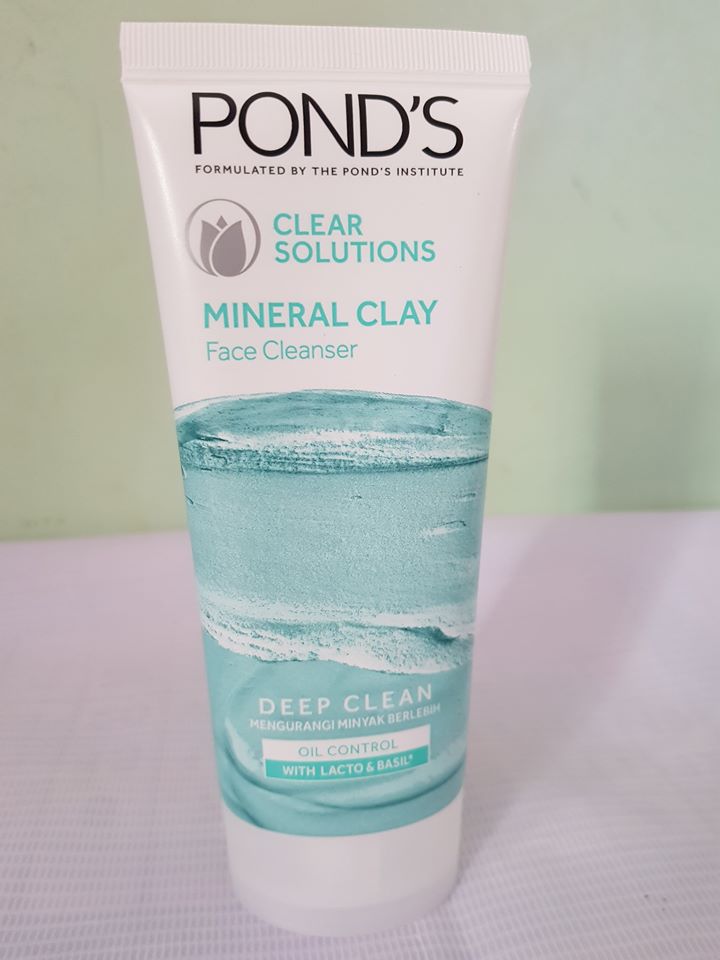 POND'S
FORMULATED BY THE POND'S INSTITUTE
CLEAR
SOLUTIONS
MINERAL CLAY
Face Cleanser
DEEP CLEAN
MENGURANGI MINYAK BERLEBIH
OIL CONTROL
WITH LACTO & BASIL*